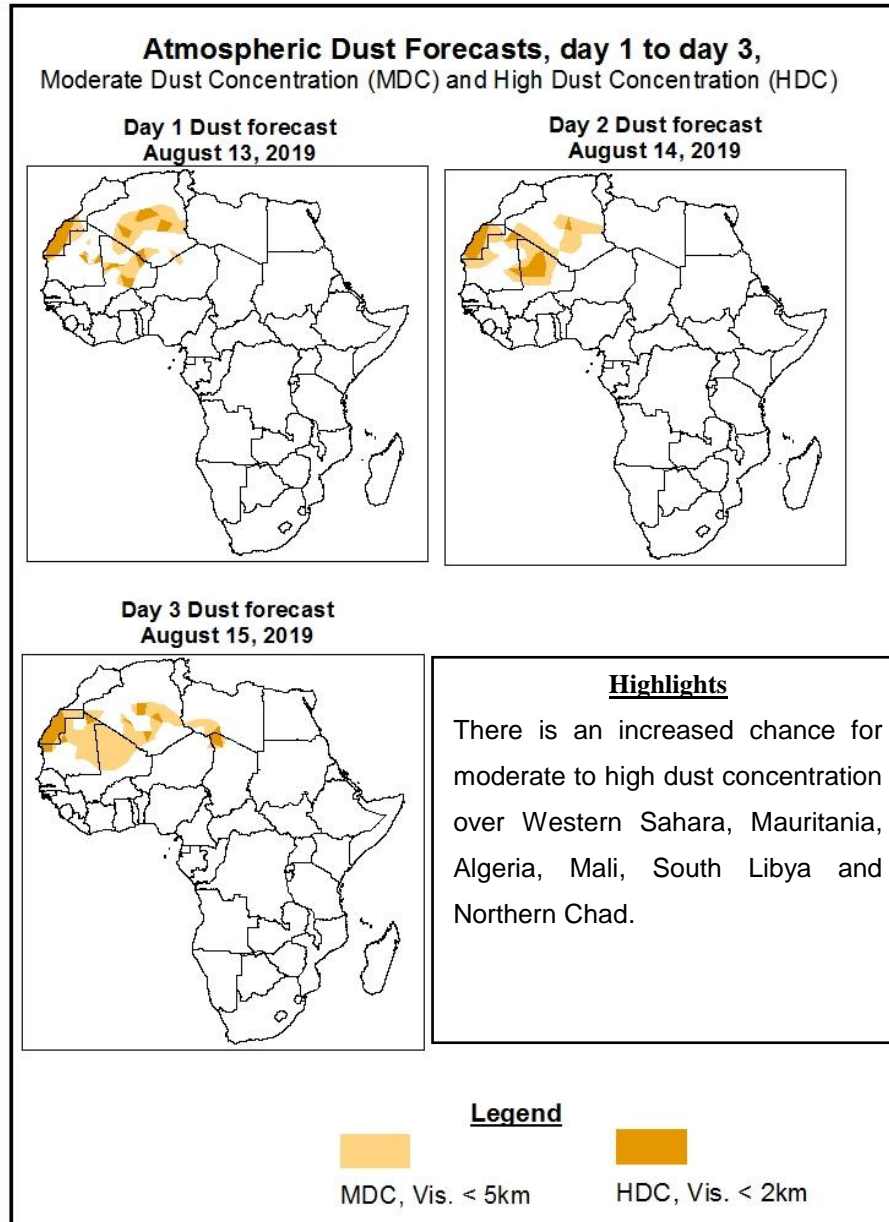 Atmospheric Dust Forecasts, day 1 to day 3,
Moderate Dust Concentration (MDC) and High Dust Concentration (HDC)
Day 1 Dust forecast
August 13, 2019
Day 2 Dust forecast
August 14, 2019
Day 3 Dust forecast
August 15, 2019
Highlights
There is an increased chance for
moderate to high dust concentration
over Western Sahara, Mauritania,
Algeria, Mali, South Libya and
Northern Chad.
Legend
MDC, Vis. < 5km
HDC, Vis. < 2km